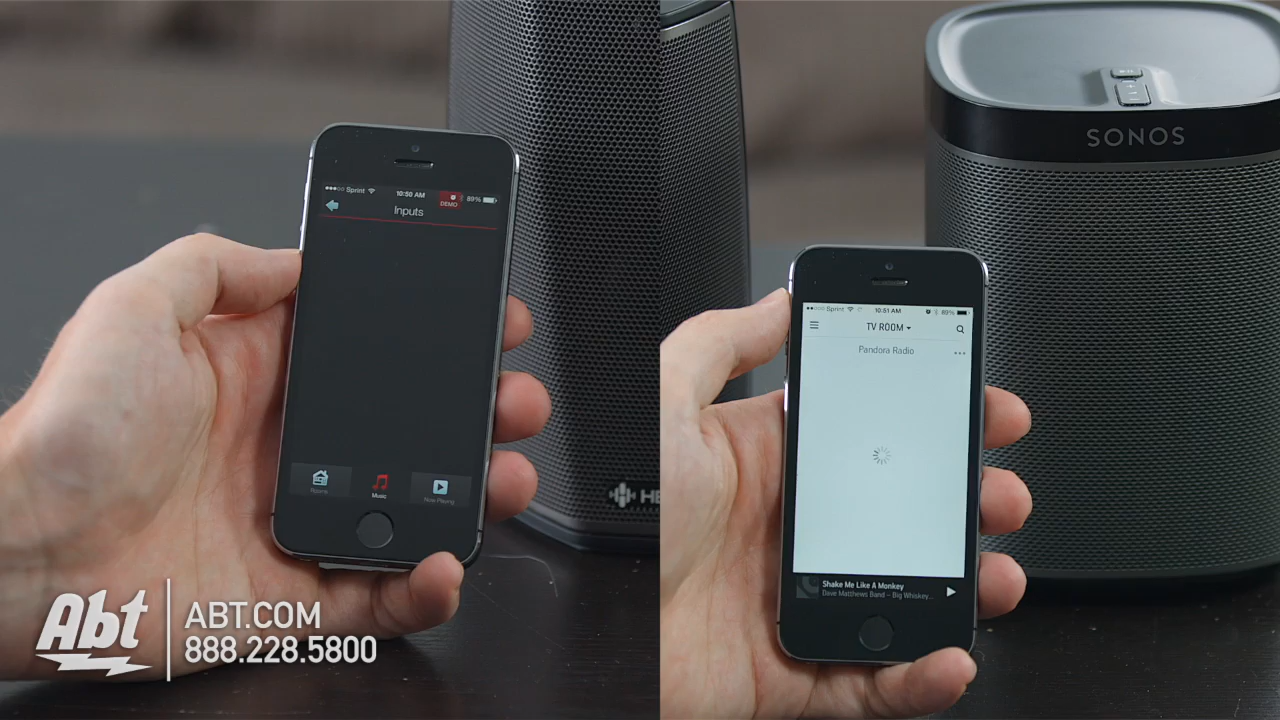 Sprint 10:50 AM 89%
DEMO
Inputs
Rooms
Music
Now Playing
HE
Abt
ABT.COM
888.228.5800
SONOS
Sprint 10:51 AM 89%
TV ROOM
Pandora Radio
Shake Me Like A Monkey
Dave Matthews Band – Big Whiskey...